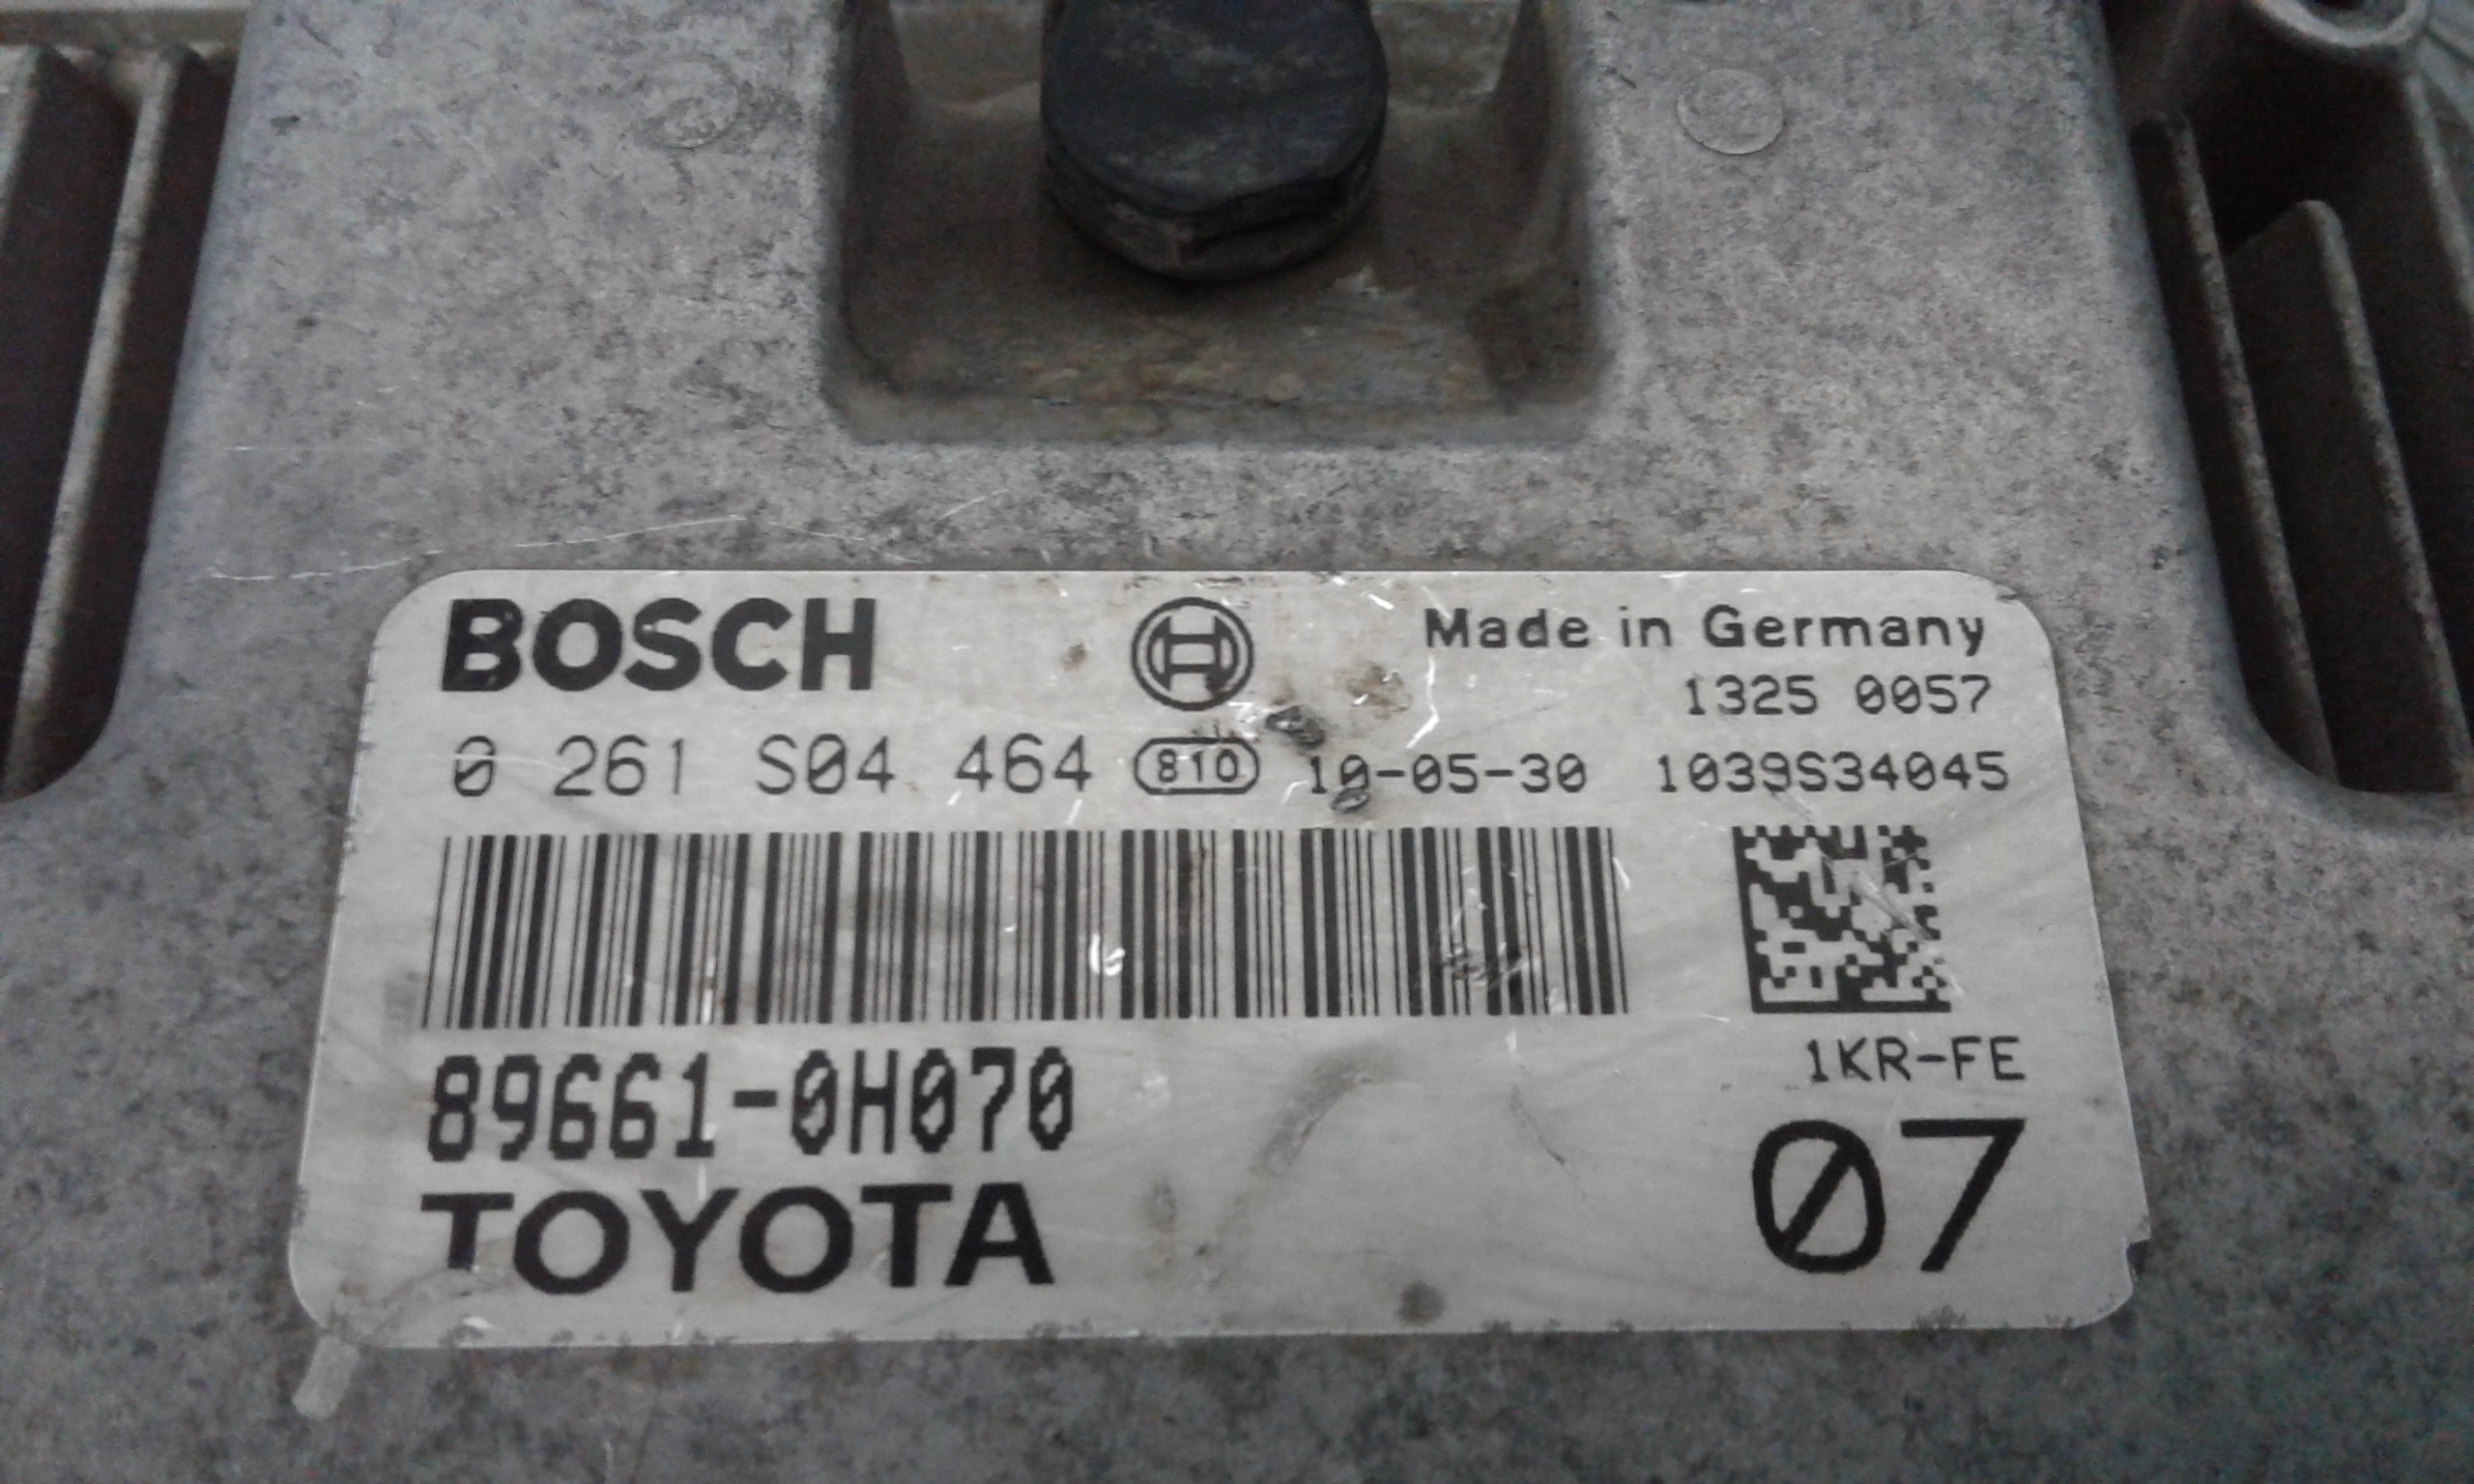 BOSCH
Made in Germany
1325 0057
0 261 S04 464 810 10-05-30 1039S34045
89661-0H070
1KR-FE
TOYOTA
07